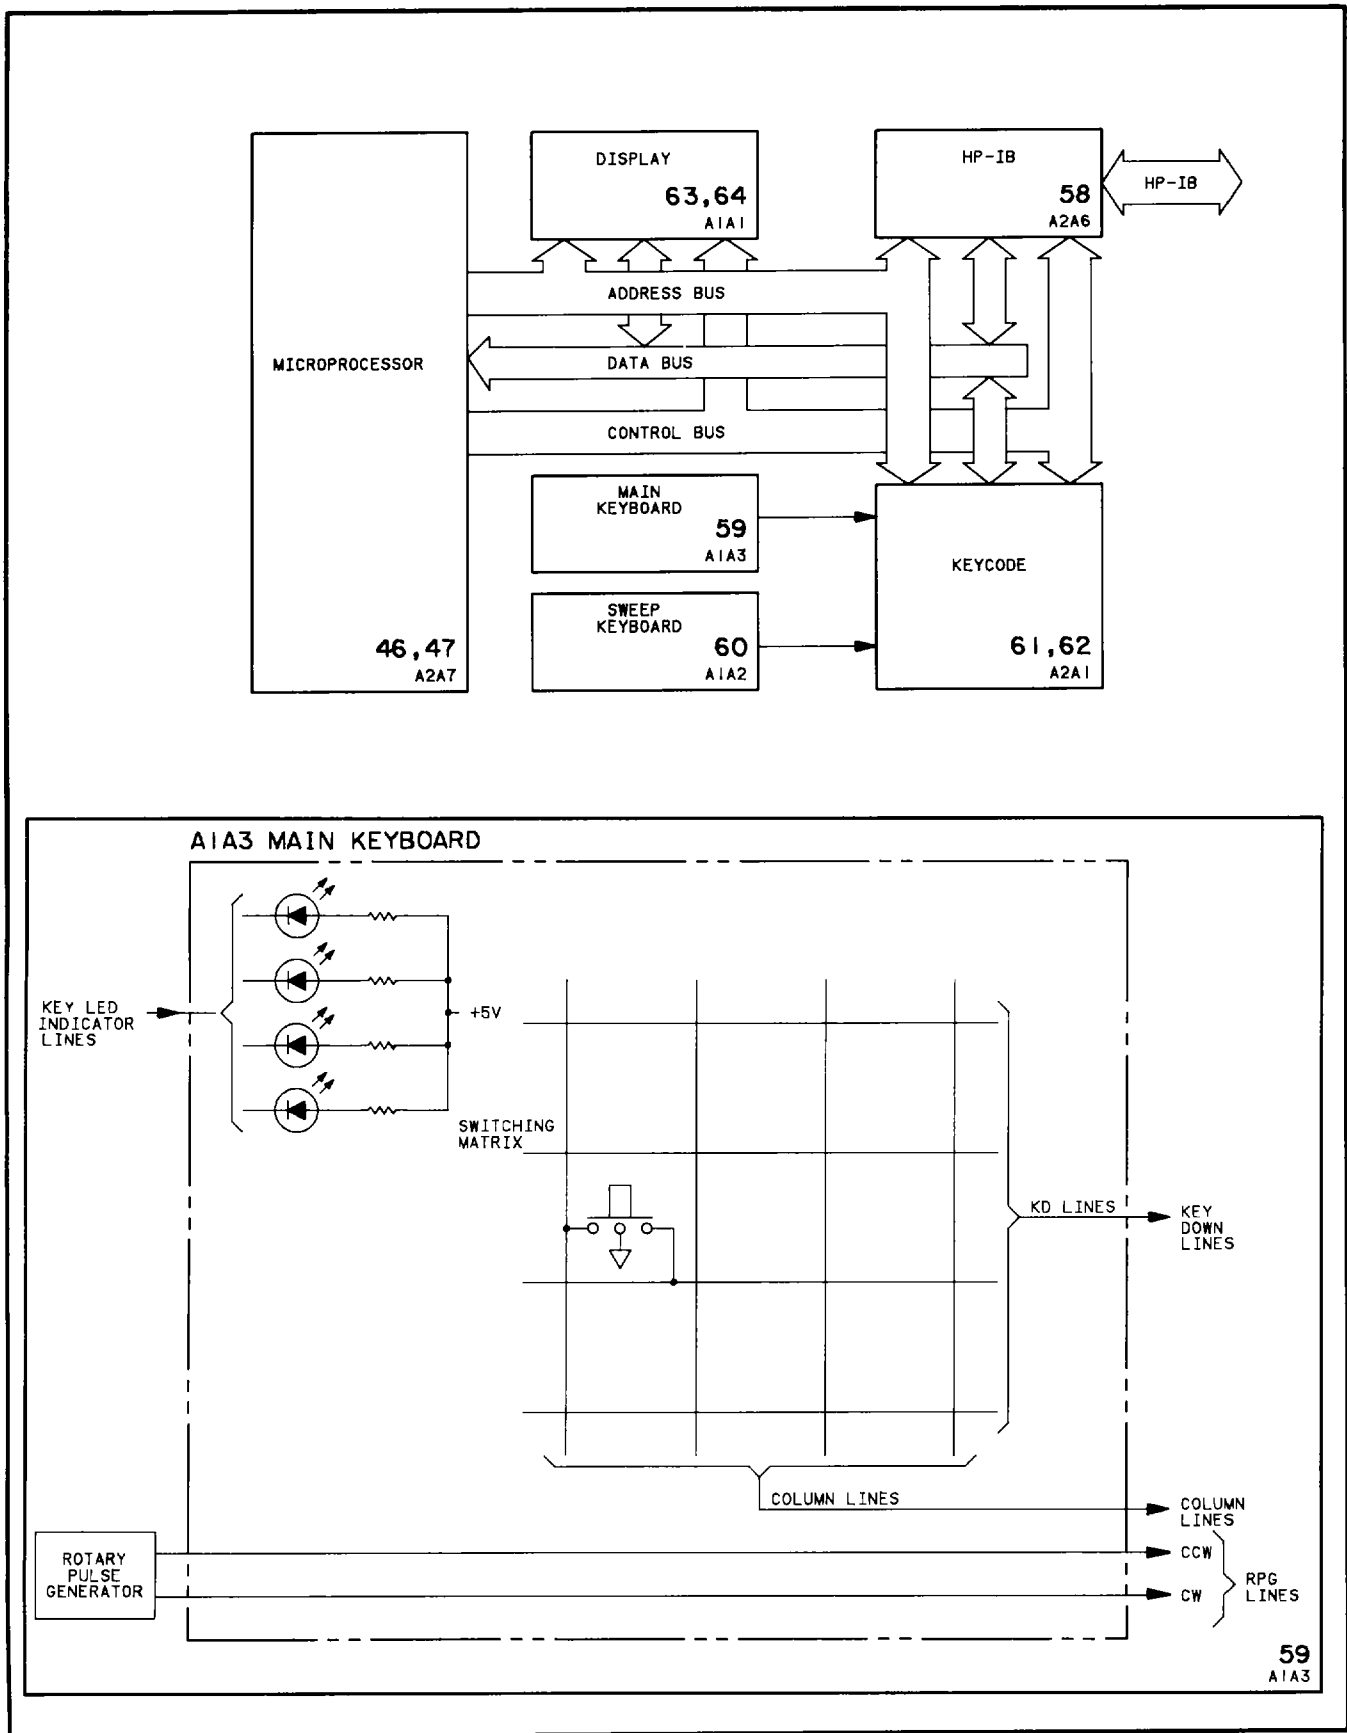 DISPLAY
63,64
A1A1
HP-IB
58
A2A6
HP-IB
ADDRESS BUS
MICROPROCESSOR
DATA BUS
CONTROL BUS
46,47
A2A7
MAIN
KEYBOARD
59
A1A3
SWEEP
KEYBOARD
60
A1A2
KEYCODE
61,62
A2A1
A1A3 MAIN KEYBOARD
KEY LED
INDICATOR
LINES
+5V
SWITCHING
MATRIX
KD LINES
KEY
DOWN
LINES
COLUMN LINES
COLUMN
LINES
ROTARY
PULSE
GENERATOR
CCW
CW
RPG
LINES
59
A1A3